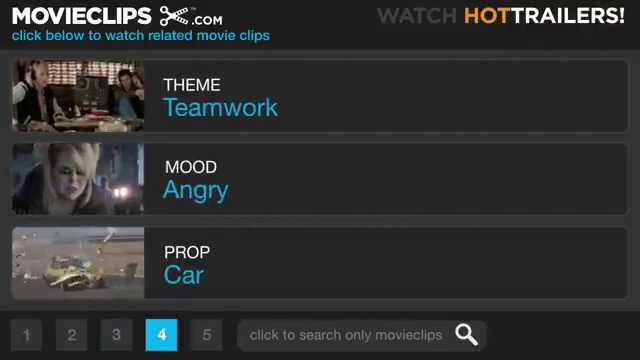 MOVIECLIPS™.COM
WATCH HOTTRAILERS!
click below to watch related movie clips
THEME
Teamwork
MOOD
Angry
PROP
Car
1 2 3 4 5 click to search only movieclips